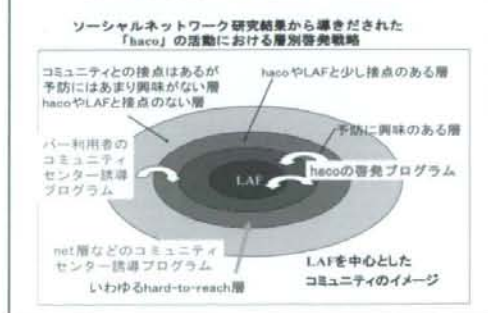 ソーシャルネットワーク研究結果から導きだされた
「haco」の活動における層別啓発戦略
コミュニティとの接点はあるが
予防にはあまり興味がない層
hacoやLAFと接点のない層
hacoやLAFと少し接点のある層
予防に興味のある層
バー利用者の
コミュニティ
センター誘導
プログラム
LAF
hacoの啓発プログラム
net層などのコミュニティ
センター誘導プログラム
いわゆるhard-to-reach層
LAFを中心とした
コミュニティのイメージ